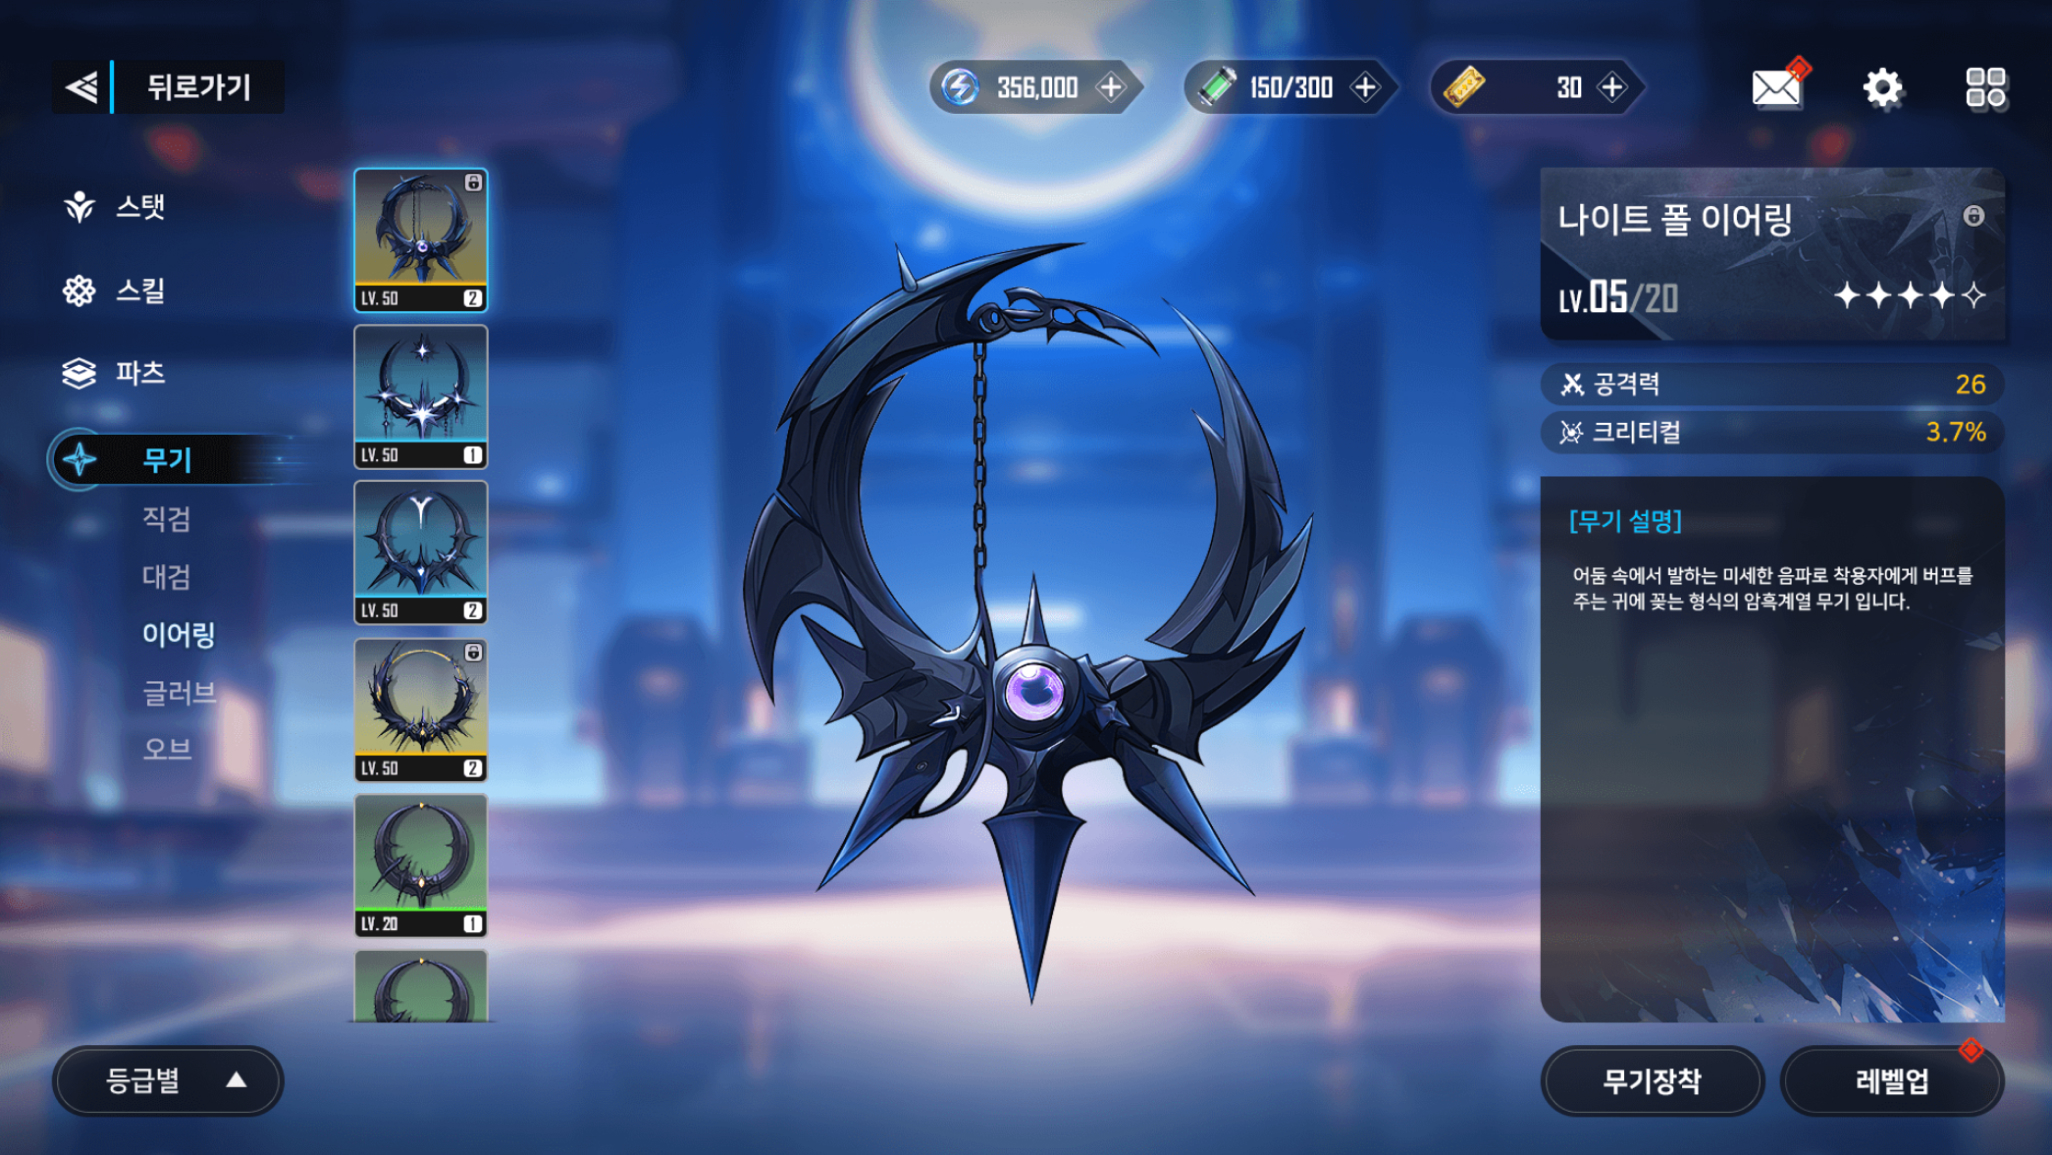 뒤로가기
356,000
150/300
30
스탯
스킬
파츠
무기
직검
대검
이어링
글러브
오브
LV. 50 2
LV. 50 1
LV. 50 2
LV. 50 2
LV. 20 1
나이트 폴 이어링
LV.05/20
공격력 26
크리티컬 3.7%
[무기 설명]
어둠 속에서 발하는 미세한 음파로 착용자에게 버프를
주는 귀에 꽂는 형식의 암흑계열 무기 입니다.
등급별
무기장착
레벨업